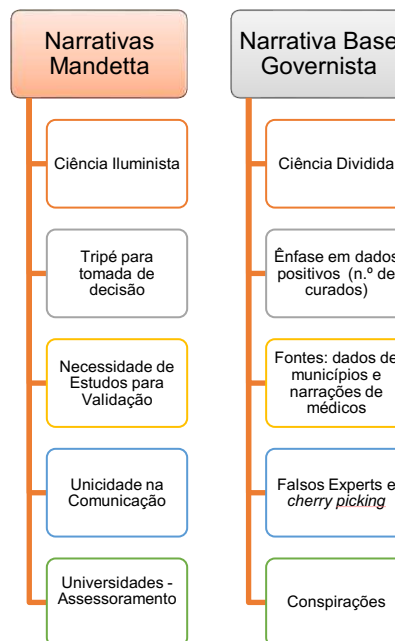 Narrativas
Mandetta
Ciência Iluminista
Tripé para
tomada de
decisão
Necessidade de
Estudos para
Validação
Unicidade na
Comunicação
Universidades -
Assessoramento
Narrativa Base
Governista
Ciência Dividida
Ênfase em dados
positivos (n.º de
curados)
Fontes: dados de
municípios e
narrações de
médicos
Falsos Experts e
cherry picking
Conspirações